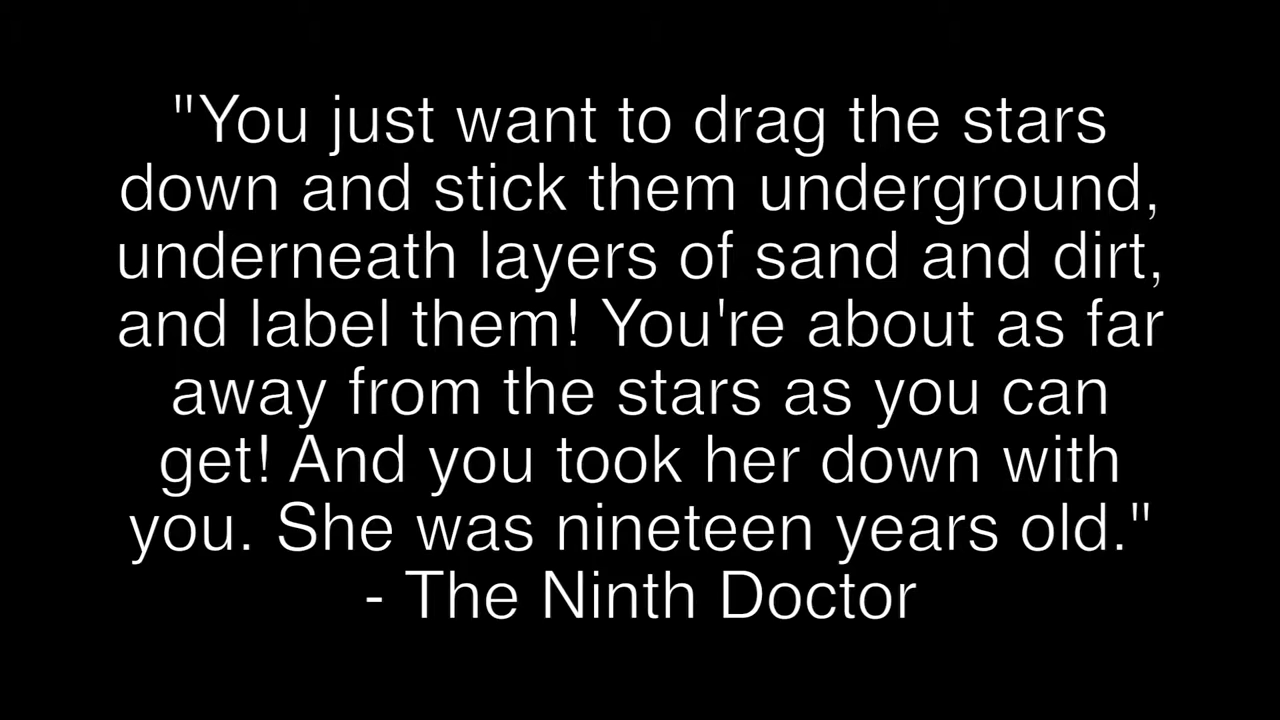 "You just want to drag the stars
down and stick them underground,
underneath layers of sand and dirt,
and label them! You're about as far
away from the stars as you can
get! And you took her down with
you. She was nineteen years old."
- The Ninth Doctor